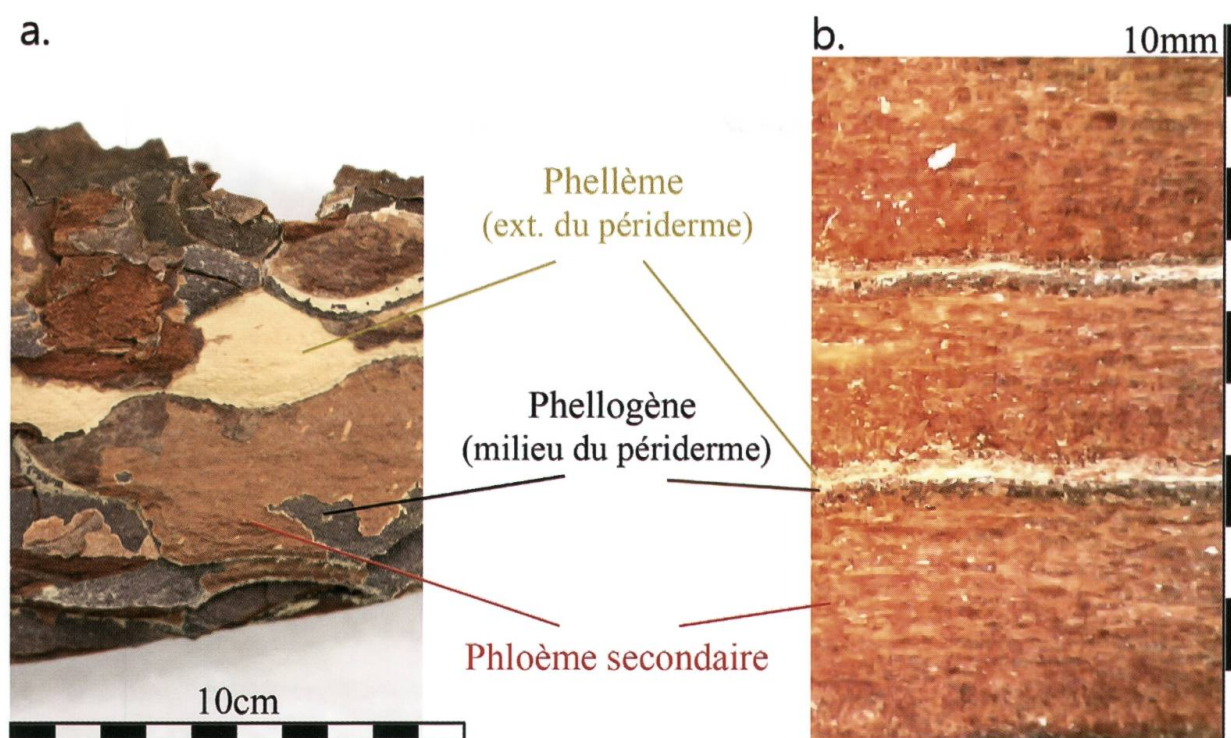 a.
b.
10mm
Phellème
(ext. du périderme)
Phellogène
(milieu du périderme)
Phloème secondaire
10cm